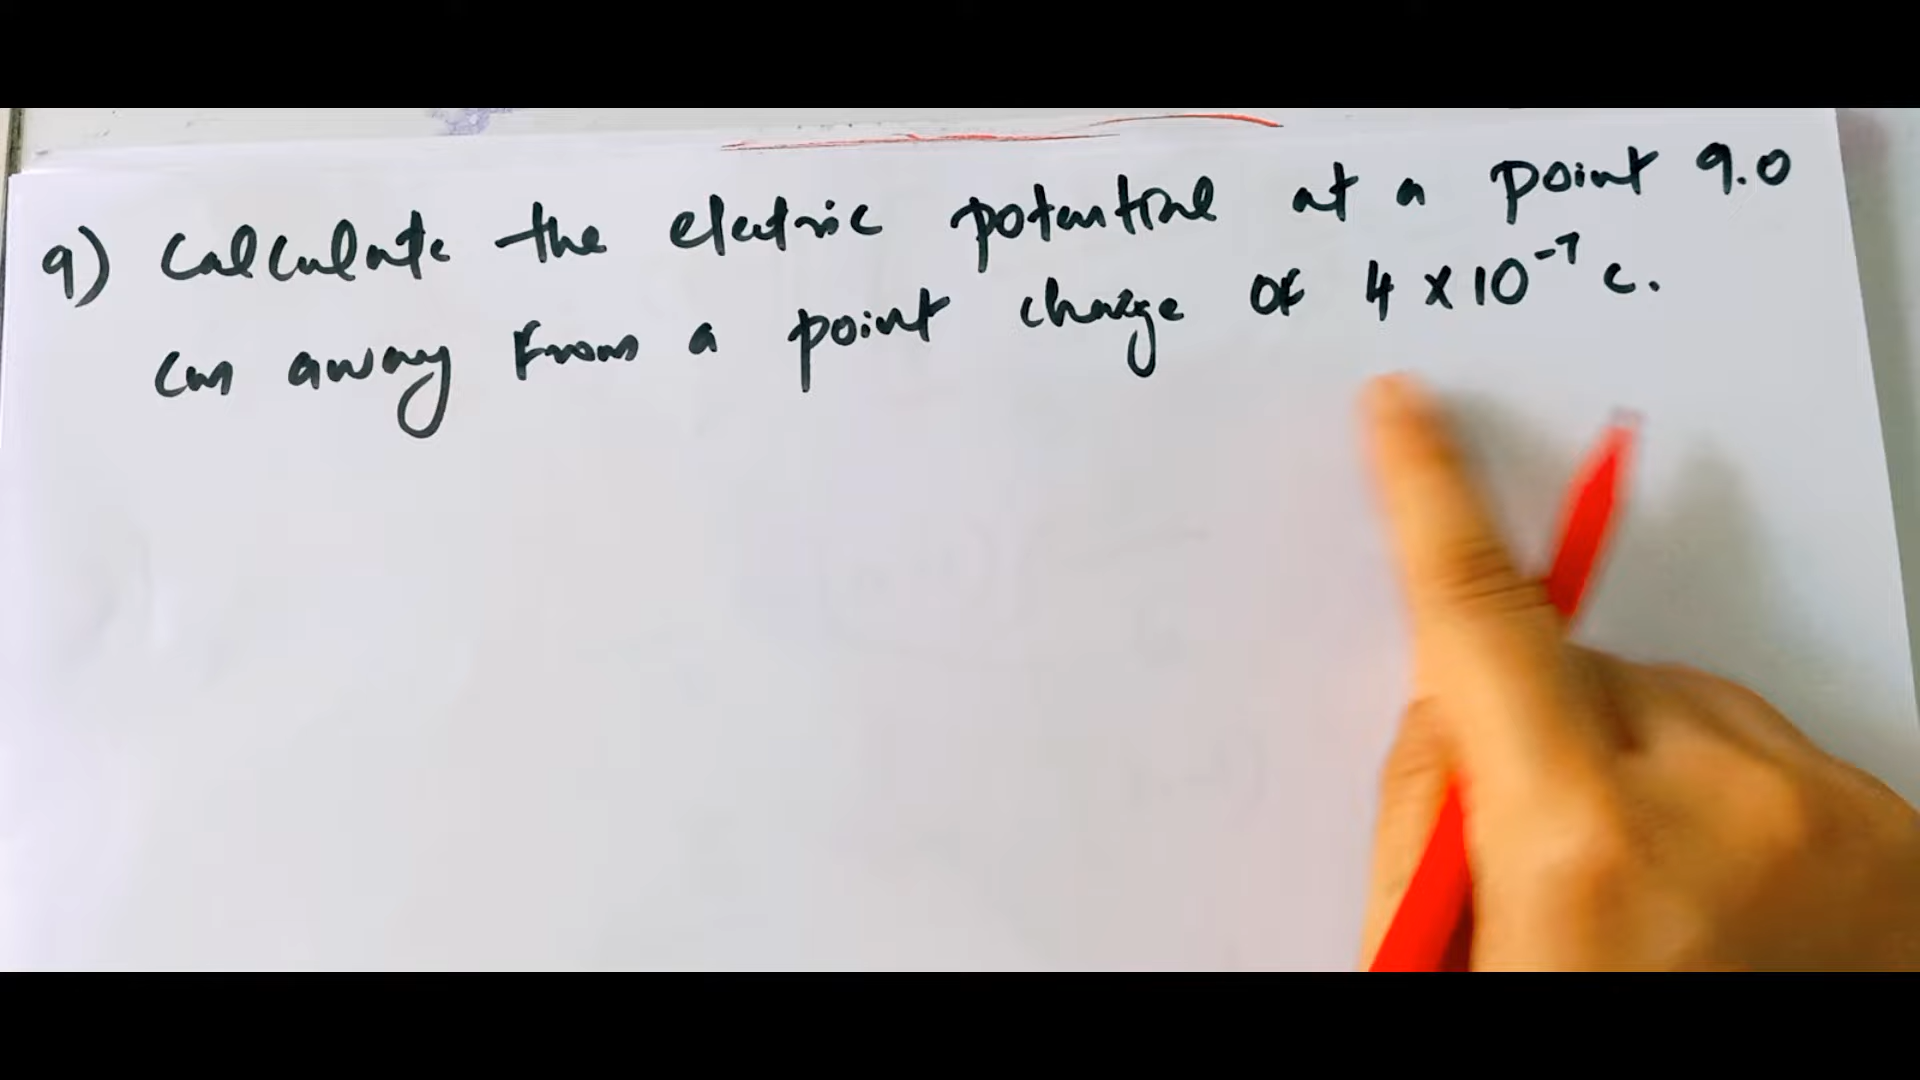 9) Calculate the electric potential at a point 9.0
cm away from a point charge of 4 × 10⁻⁷ C.